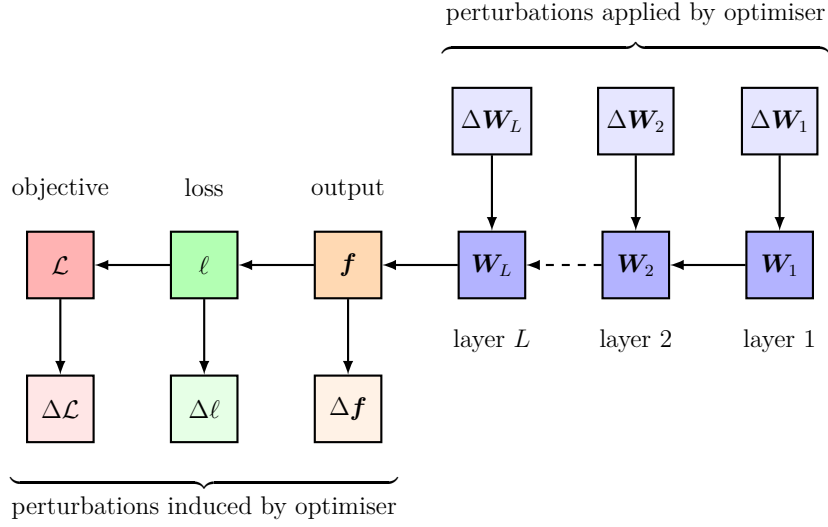 perturbations applied by optimiser
Δ𝑾_L Δ𝑾_2 Δ𝑾_1
objective loss output
ℒ ℓ 𝒇 𝑾_L 𝑾_2 𝑾_1
layer L layer 2 layer 1
Δℒ Δℓ Δ𝒇
perturbations induced by optimiser